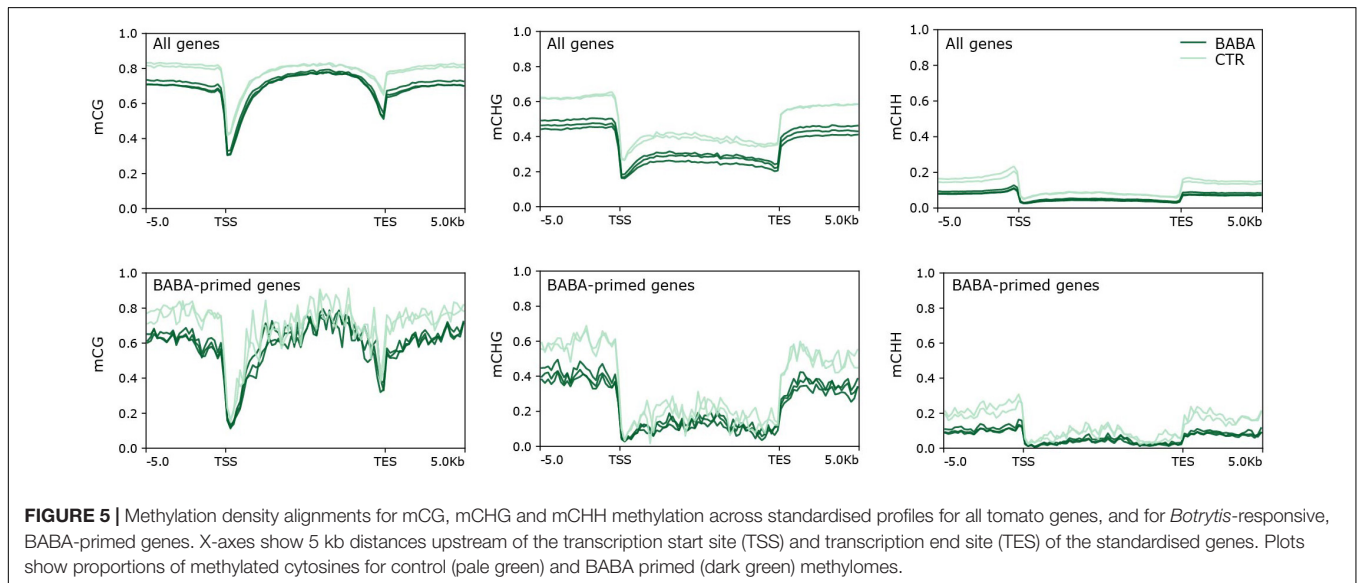 All genes
mCG
1.0
0.8
0.6
0.4
0.2
0.0
-5.0
TSS
TES
5.0Kb
All genes
mCHG
1.0
0.8
0.6
0.4
0.2
0.0
-5.0
TSS
TES
5.0Kb
All genes
BABA
CTR
mCHH
1.0
0.8
0.6
0.4
0.2
0.0
-5.0
TSS
TES
5.0Kb
BABA-primed genes
mCG
1.0
0.8
0.6
0.4
0.2
0.0
-5.0
TSS
TES
5.0Kb
BABA-primed genes
mCHG
1.0
0.8
0.6
0.4
0.2
0.0
-5.0
TSS
TES
5.0Kb
BABA-primed genes
mCHH
1.0
0.8
0.6
0.4
0.2
0.0
-5.0
TSS
TES
5.0Kb
FIGURE 5 | Methylation density alignments for mCG, mCHG and mCHH methylation across standardised profiles for all tomato genes, and for Botrytis-responsive,
BABA-primed genes. X-axes show 5 kb distances upstream of the transcription start site (TSS) and transcription end site (TES) of the standardised genes. Plots
show proportions of methylated cytosines for control (pale green) and BABA primed (dark green) methylomes.